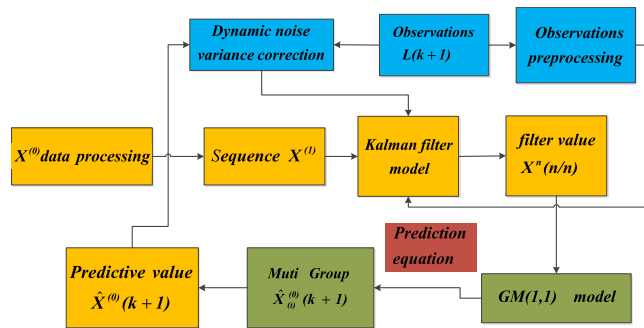 Dynamic noise
variance correction
Observations
L(k+1)
Observations
preprocessing
X⁽⁰⁾data processing
Sequence X⁽¹⁾
Kalman filter
model
filter value
Xⁿ(n/n)
Prediction
equation
Predictive value
X̂⁽⁰⁾(k+1)
Muti Group
X̂₍ₜ₎⁽⁰⁾(k+1)
GM(1,1) model